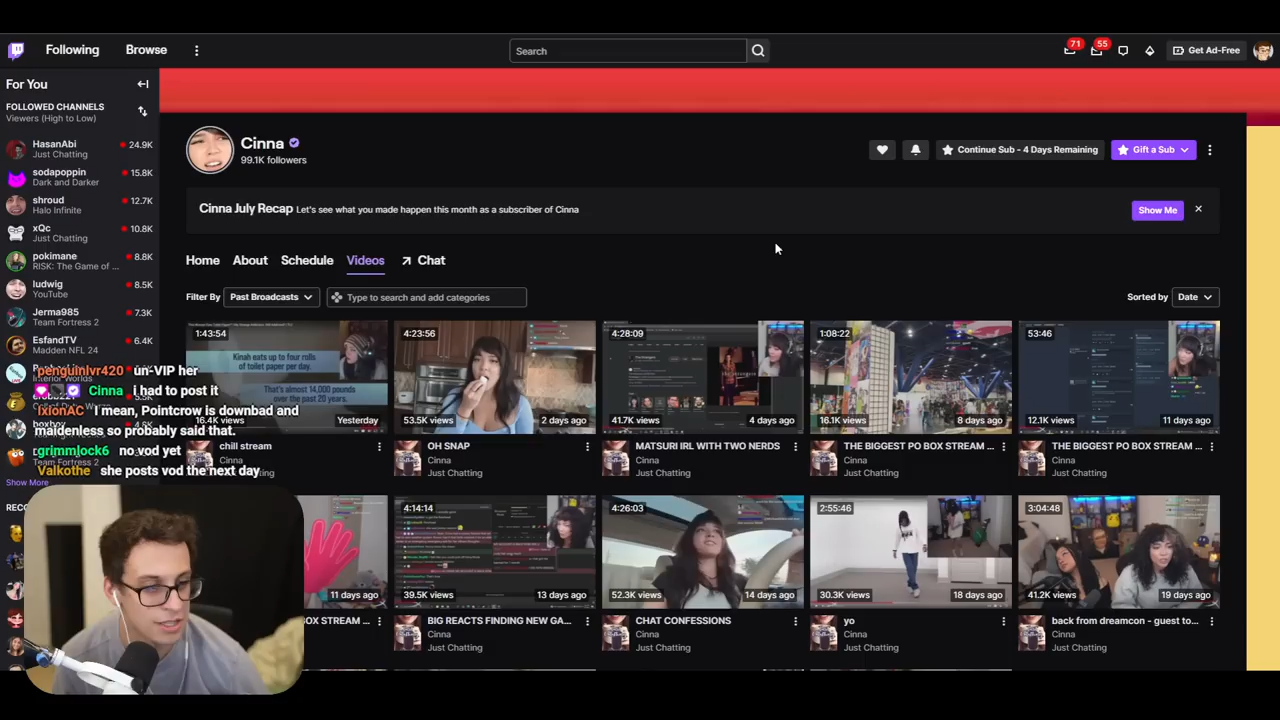 Following
Browse
Search
71
55
Get Ad-Free
For You
FOLLOWED CHANNELS
Viewers (High to Low)
HasanAbi
24.9K
Just Chatting
sodapoppin
15.8K
Dark and Darker
shroud
12.7K
Halo Infinite
xQc
10.8K
Just Chatting
pokimane
8.8K
RISK: The Game of ...
ludwig
8.5K
YouTube
Jerma985
7.3K
Team Fortress 2
EsfandTV
6.4K
Madden NFL 24
Show More
Cinna
99.1K followers
Continue Sub - 4 Days Remaining
Gift a Sub
Cinna July Recap Let's see what you made happen this month as a subscriber of Cinna
Show Me
Home
About
Schedule
Videos
Chat
Filter By
Past Broadcasts
Type to search and add categories
Sorted by
Date
1:43:54
Kinah eats up to four rolls
of toilet paper per day.
That's almost 14,000 pounds
over the past 20 years.
16.4K views
Yesterday
chill stream
Cinna
4:23:56
53.5K views
2 days ago
OH SNAP
Cinna
Just Chatting
4:28:09
41.7K views
4 days ago
MATSURI IRL WITH TWO NERDS
Cinna
Just Chatting
1:08:22
16.1K views
8 days ago
THE BIGGEST PO BOX STREAM ...
Cinna
Just Chatting
53:46
12.1K views
11 days ago
THE BIGGEST PO BOX STREAM ...
Cinna
Just Chatting
penguinlvr420 un-VIP her
Cinna i had to post it
IxionAC I mean, Pointcrow is downbad and
maidenless so probably said that.
grimmjock6 no vod yet
Valkothe she posts vod the next day
11 days ago
BOX STREAM ...
4:14:14
39.5K views
13 days ago
BIG REACTS FINDING NEW GA...
Cinna
Just Chatting
4:26:03
52.3K views
14 days ago
CHAT CONFESSIONS
Cinna
Just Chatting
2:55:46
30.3K views
18 days ago
yo
Cinna
Just Chatting
3:04:48
41.2K views
19 days ago
back from dreamcon - guest to...
Cinna
Just Chatting